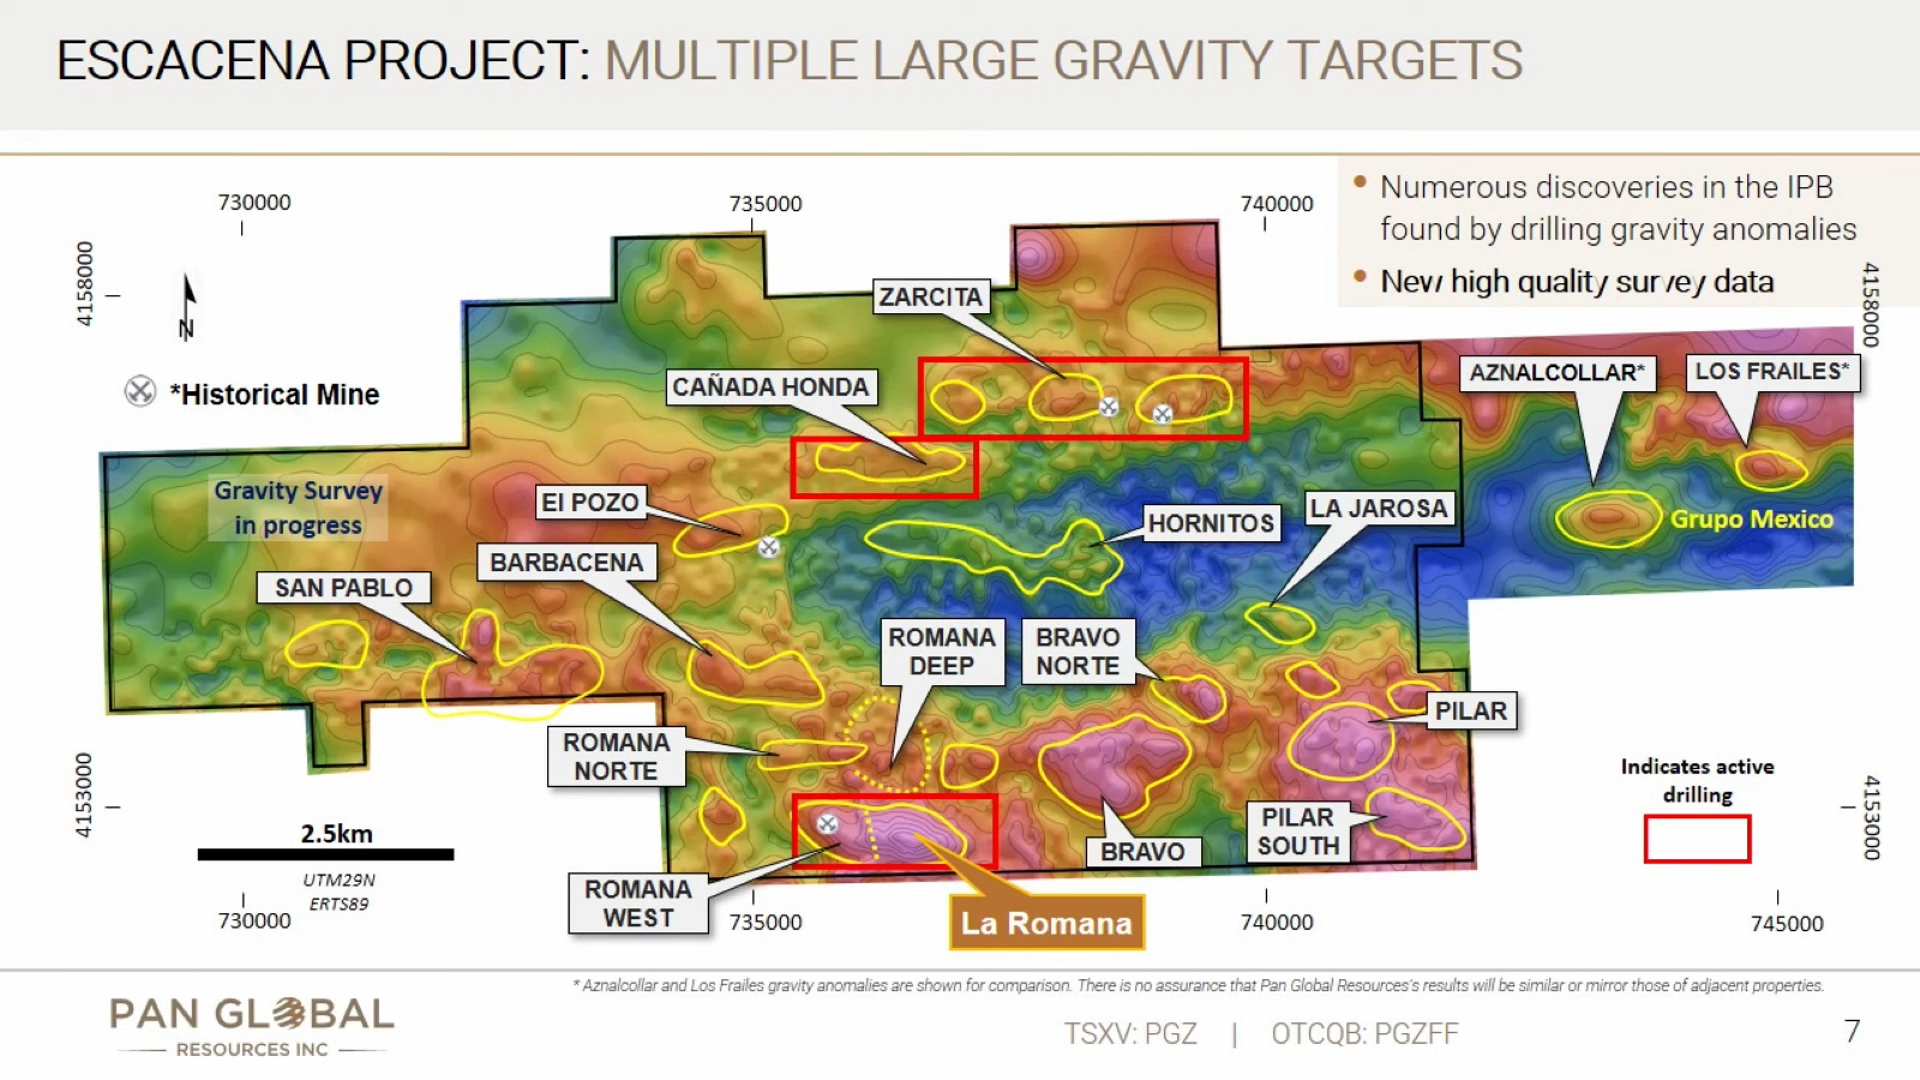 ESCACENA PROJECT: MULTIPLE LARGE GRAVITY TARGETS
• Numerous discoveries in the IPB
found by drilling gravity anomalies
• New high quality survey data
730000
735000
740000
4158000
4158000
N
*Historical Mine
ZARCITA
CAÑADA HONDA
AZNALCOLLAR*
LOS FRAILES*
Gravity Survey
in progress
EI POZO
HORNITOS
LA JAROSA
Grupo Mexico
BARBACENA
SAN PABLO
ROMANA
DEEP
BRAVO
NORTE
PILAR
ROMANA
NORTE
4153000
2.5km
UTM29N
ERTS89
PILAR
SOUTH
BRAVO
Indicates active
drilling
4153000
ROMANA
WEST
La Romana
730000
735000
740000
745000
* Aznalcollar and Los Frailes gravity anomalies are shown for comparison. There is no assurance that Pan Global Resources's results will be similar or mirror those of adjacent properties.
PAN GLOBAL
RESOURCES INC
TSXV: PGZ | OTCQB: PGZFF
7